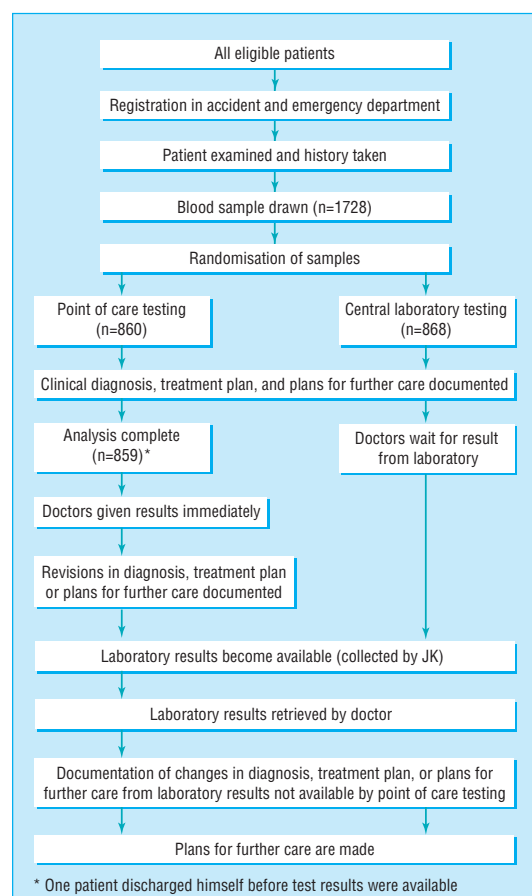 All eligible patients
Registration in accident and emergency department
Patient examined and history taken
Blood sample drawn (n=1728)
Randomisation of samples
Point of care testing
(n=860)
Central laboratory testing
(n=868)
Clinical diagnosis, treatment plan, and plans for further care documented
Analysis complete
(n=859)*
Doctors wait for result
from laboratory
Doctors given results immediately
Revisions in diagnosis, treatment plan
or plans for further care documented
Laboratory results become available (collected by JK)
Laboratory results retrieved by doctor
Documentation of changes in diagnosis, treatment plan, or plans for
further care from laboratory results not available by point of care testing
Plans for further care are made
* One patient discharged himself before test results were available